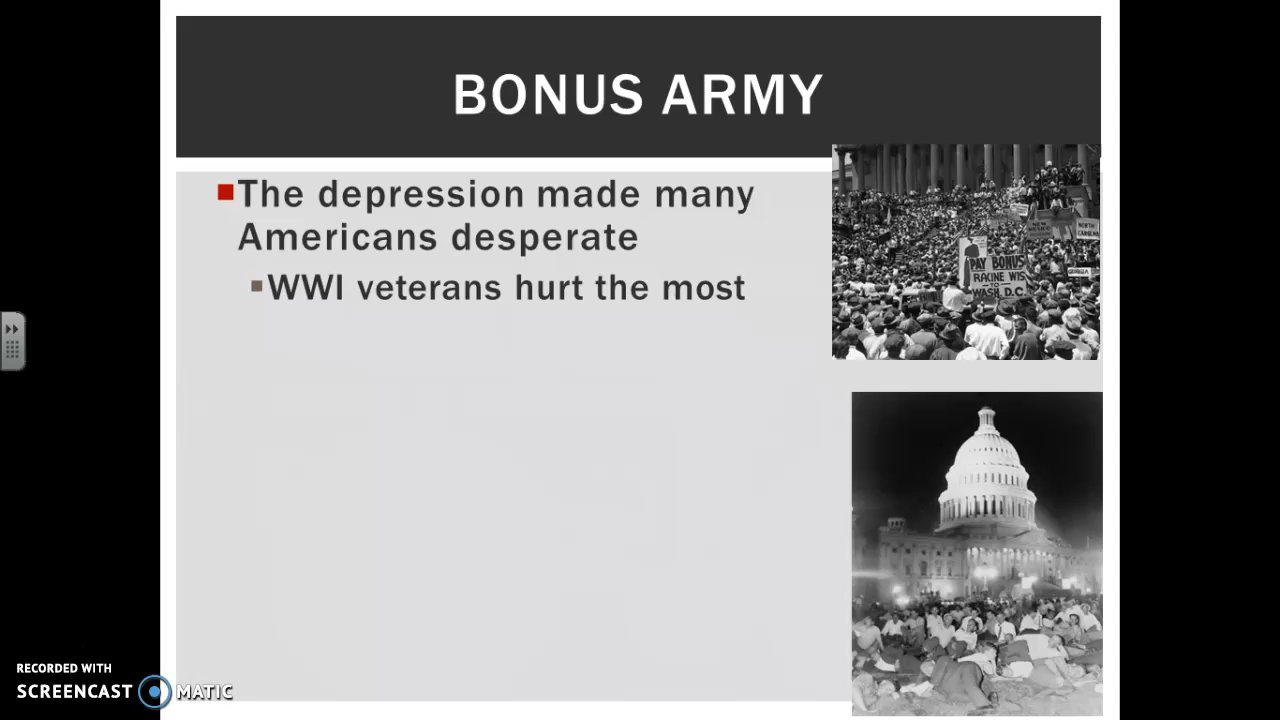 BONUS ARMY
The depression made many
Americans desperate
WWI veterans hurt the most
PAY BONUS
RACINE WIS
TO
WASH. D.C.
NORTH
CAROLINA
GEORGIA
RECORDED WITH
SCREENCAST MATIC